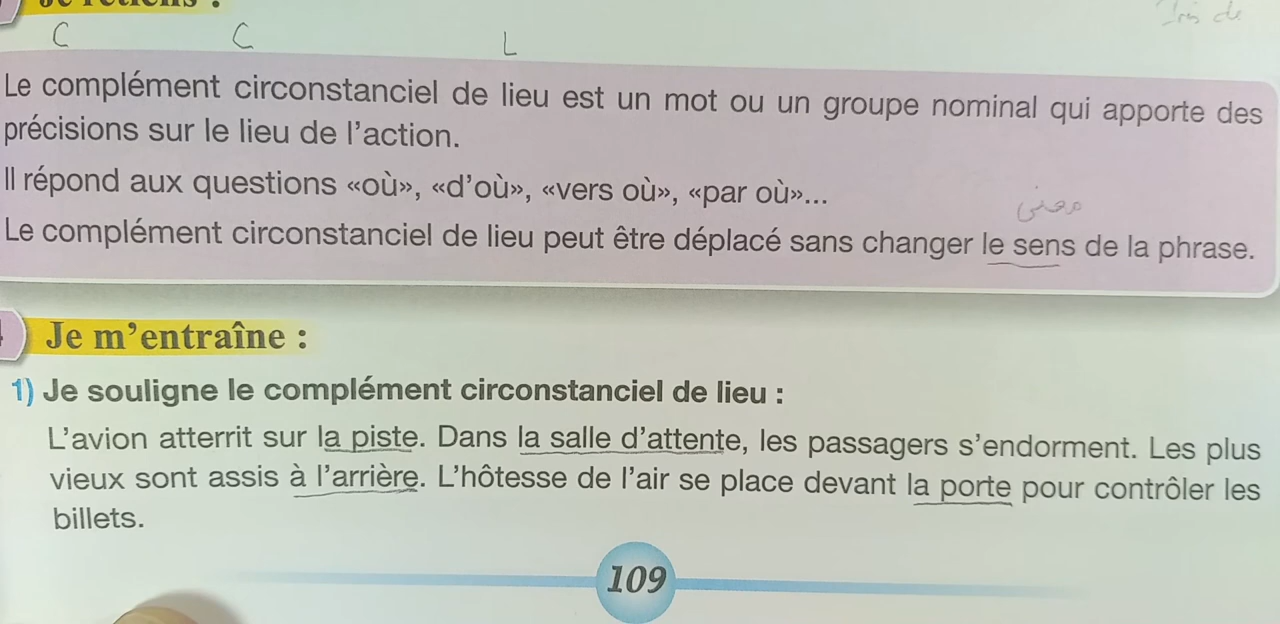 Je retiens :
C C L
Le complément circonstanciel de lieu est un mot ou un groupe nominal qui apporte des
précisions sur le lieu de l'action.
Il répond aux questions «où», «d'où», «vers où», «par où»...
معنى
Le complément circonstanciel de lieu peut être déplacé sans changer le sens de la phrase.
Je m'entraîne :
1) Je souligne le complément circonstanciel de lieu :
L'avion atterrit sur la piste. Dans la salle d'attente, les passagers s'endorment. Les plus
vieux sont assis à l'arrière. L'hôtesse de l'air se place devant la porte pour contrôler les
billets.
109